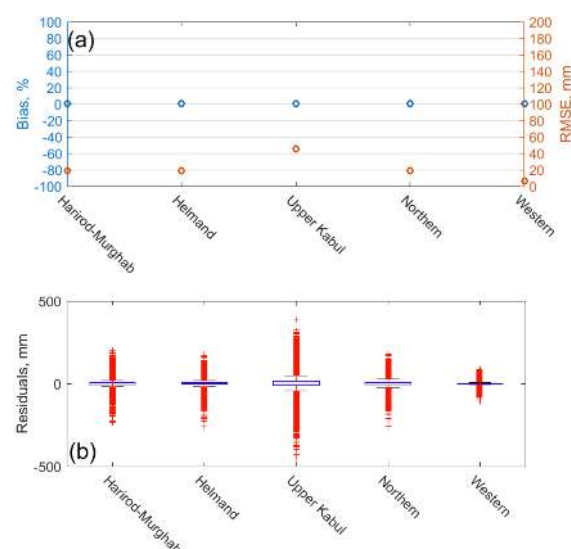 (a)
Bias, %
100
80
60
40
20
0
-20
-40
-60
-80
-100
RMSE, mm
200
180
160
140
120
100
80
60
40
20
0
Harirod-Murghab
Helmand
Upper Kabul
Northern
Western
(b)
Residuals, mm
500
0
-500
Harirod-Murghab
Helmand
Upper Kabul
Northern
Western